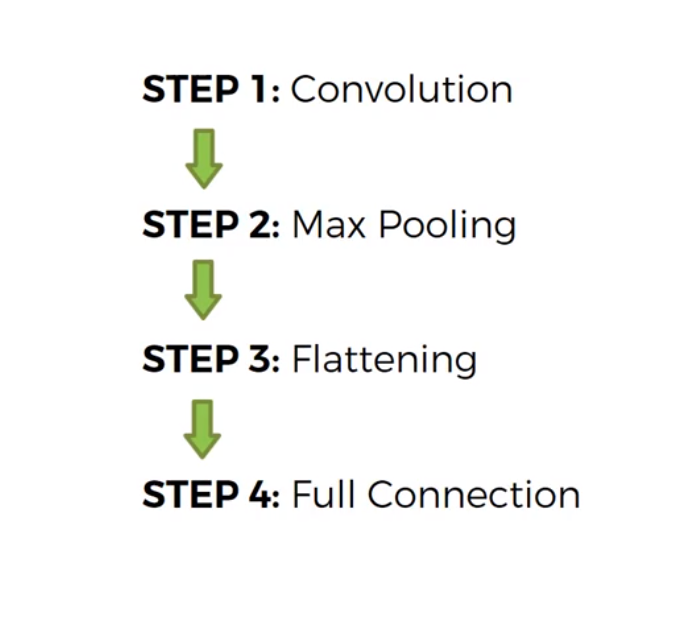 STEP 1: Convolution
STEP 2: Max Pooling
STEP 3: Flattening
STEP 4: Full Connection